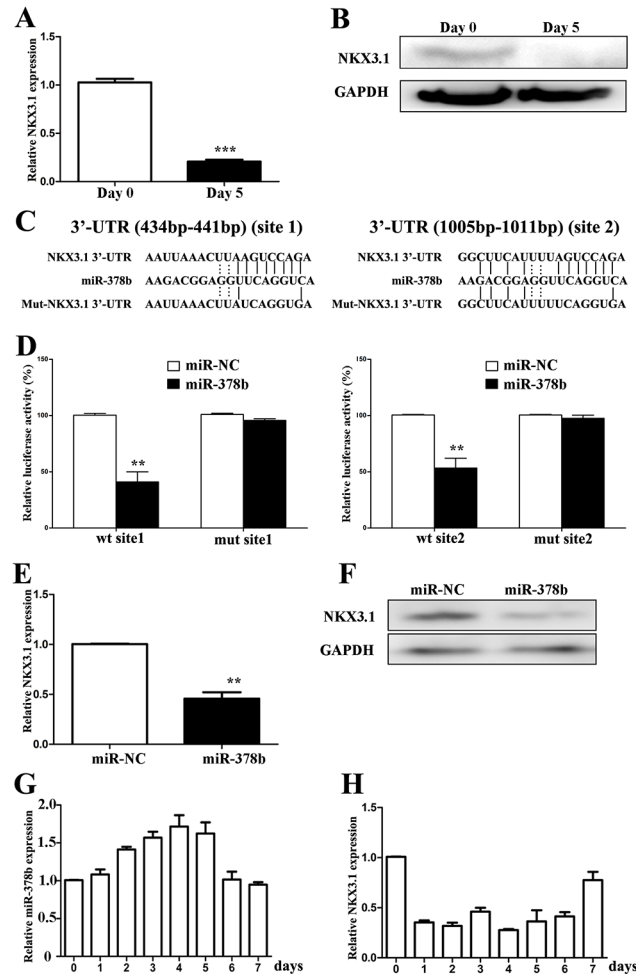 A
Relative NKX3.1 expression
1.5
1.0
0.5
0.0
***
Day 0
Day 5
B
Day 0
Day 5
NKX3.1
GAPDH
C
3'-UTR (434bp-441bp) (site 1)
NKX3.1 3'-UTR AAUUAAACUUAAGUCCAGA
miR-378b AAGACGGAGGUUCAGGUCA
Mut-NKX3.1 3'-UTR AAUUAAACUUAUCAGGUGA
3'-UTR (1005bp-1011bp) (site 2)
NKX3.1 3'-UTR GGCUUCAUUUUAGUCCAGA
miR-378b AAGACGGAGGUUCAGGUCA
Mut-NKX3.1 3'-UTR GGCUUCAUUUUUCAGGUGA
D
Relative luciferase activity (%)
150
100
50
0
miR-NC
miR-378b
**
wt site1
mut site1
Relative luciferase activity (%)
150
100
50
0
miR-NC
miR-378b
**
wt site2
mut site2
E
Relative NKX3.1 expression
1.5
1.0
0.5
0.0
**
miR-NC
miR-378b
F
miR-NC
miR-378b
NKX3.1
GAPDH
G
Relative miR-378b expression
2.0
1.5
1.0
0.5
0
0 1 2 3 4 5 6 7 days
H
Relative NKX3.1 expression
1.5
1.0
0.5
0.0
0 1 2 3 4 5 6 7 days